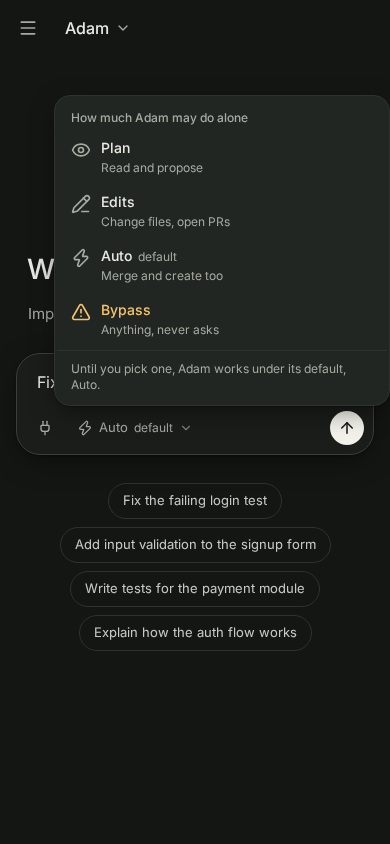 Adam
How much Adam may do alone
Plan
Read and propose
Edits
Change files, open PRs
Auto default
Merge and create too
Bypass
Anything, never asks
Until you pick one, Adam works under its default,
Auto.
Auto default
Fix the failing login test
Add input validation to the signup form
Write tests for the payment module
Explain how the auth flow works